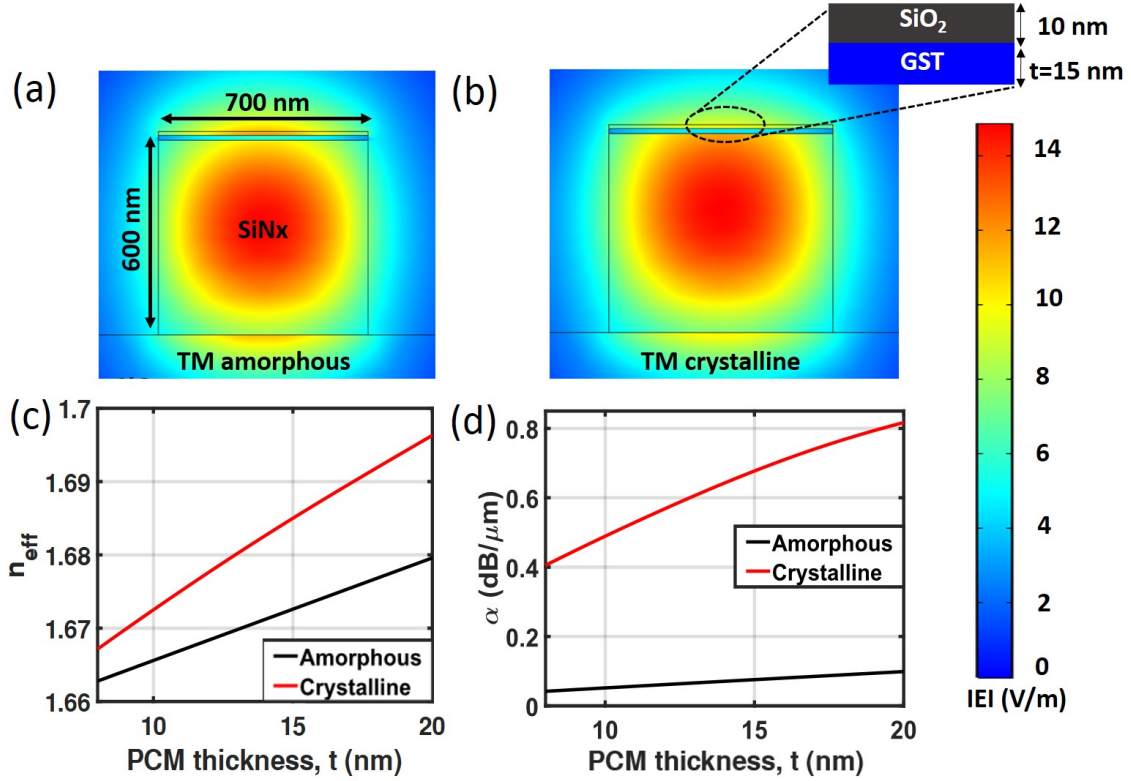 SiO₂
10 nm
GST
t=15 nm
(a)
700 nm
600 nm
SiNx
TM amorphous
(b)
TM crystalline
14
12
10
8
6
4
2
0
IEI (V/m)
(c)
1.7
1.69
1.68
1.67
1.66
n_eff
Amorphous
Crystalline
10
15
20
PCM thickness, t (nm)
(d)
0.8
0.6
0.4
0.2
0
α (dB/μm)
Amorphous
Crystalline
10
15
20
PCM thickness, t (nm)